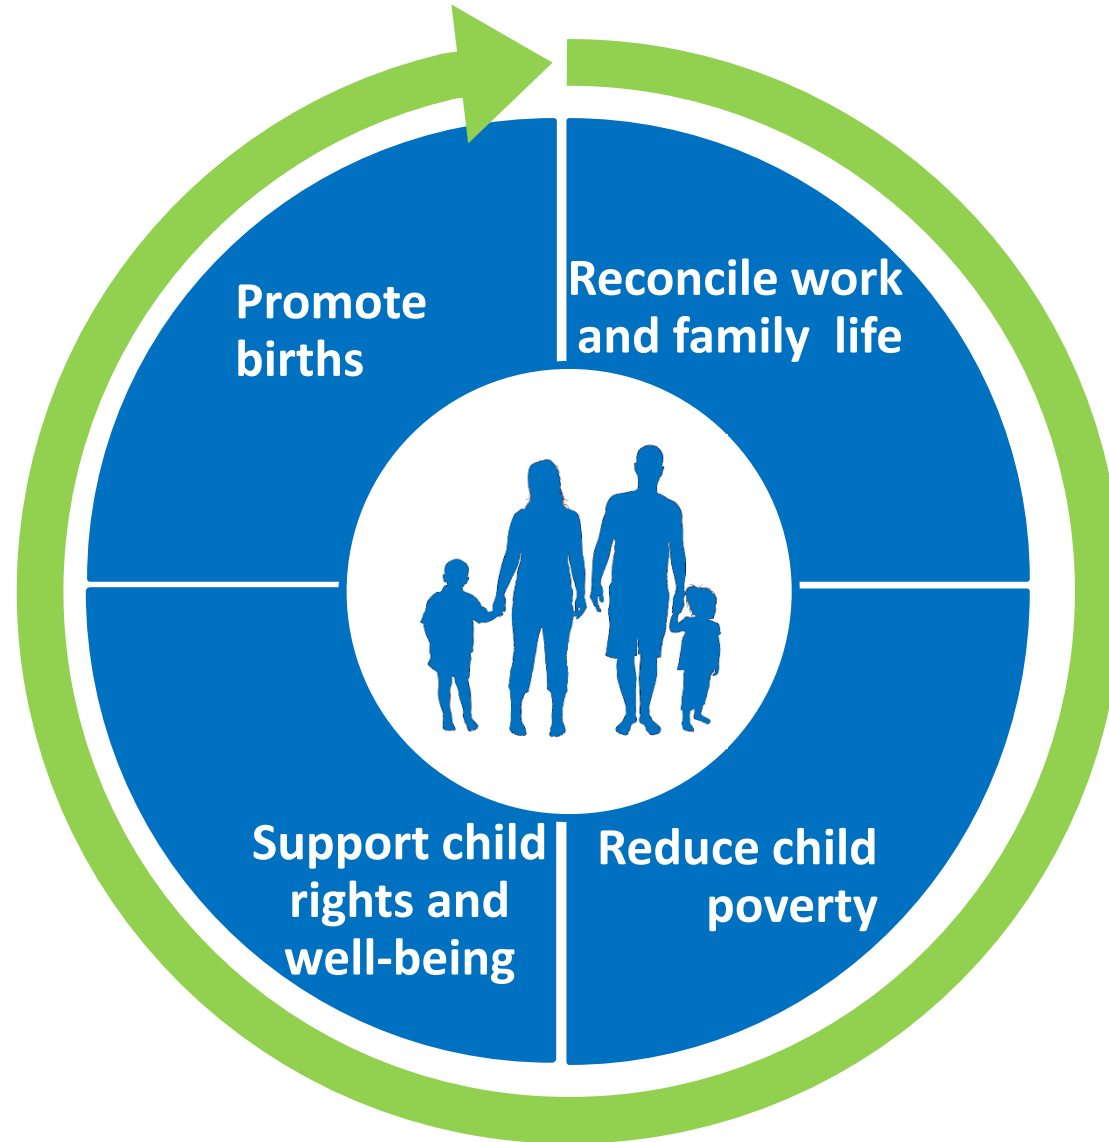 Promote
births
Reconcile work
and family  life
Support child
rights and
well-being
Reduce child
poverty